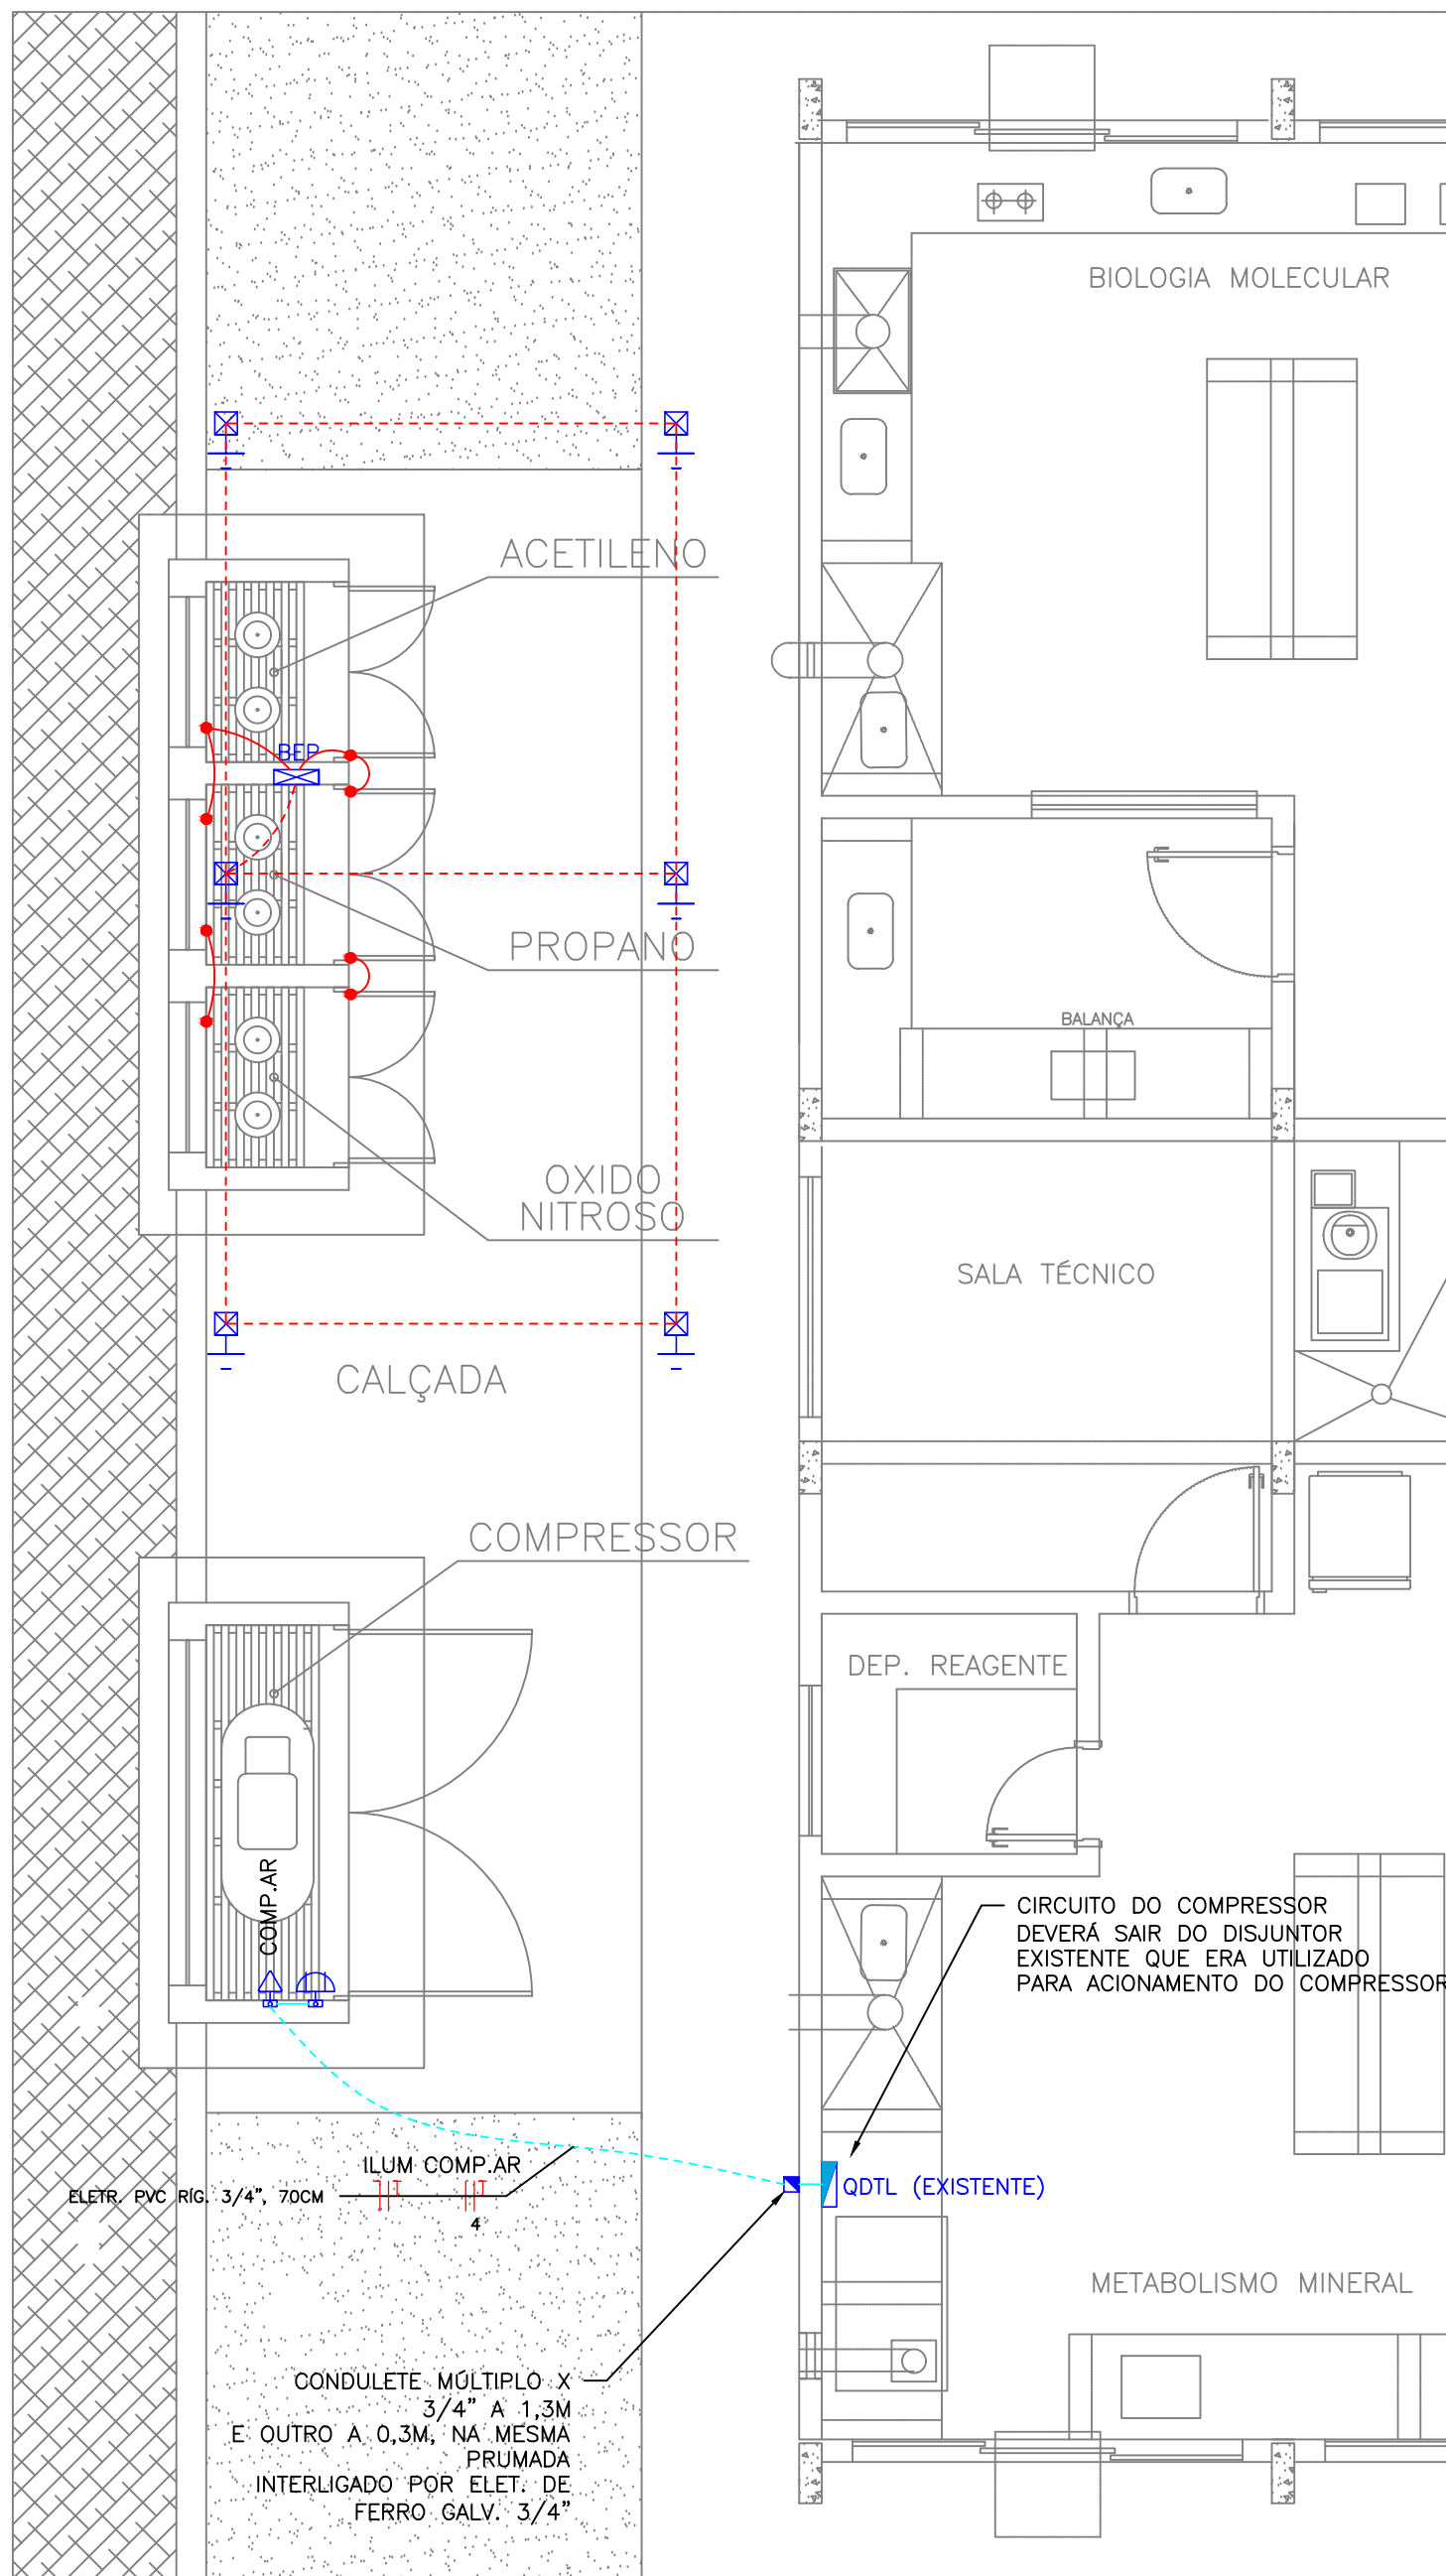 BIOLOGIA MOLECULAR
ACETILENO
BEP
PROPANO
BALANÇA
OXIDO
NITROSO
SALA TÉCNICO
CALÇADA
COMPRESSOR
DEP. REAGENTE
COMP.AR
CIRCUITO DO COMPRESSOR
DEVERÁ SAIR DO DISJUNTOR
EXISTENTE QUE ERA UTILIZADO
PARA ACIONAMENTO DO COMPRESSOR
ILUM COMP.AR
ELETR. PVC RÍG. 3/4", 70CM
4
QDTL (EXISTENTE)
METABOLISMO MINERAL
CONDULETE MÚLTIPLO X
3/4" A 1,3M
E OUTRO A 0,3M, NA MESMA
PRUMADA
INTERLIGADO POR ELET. DE
FERRO GALV. 3/4"